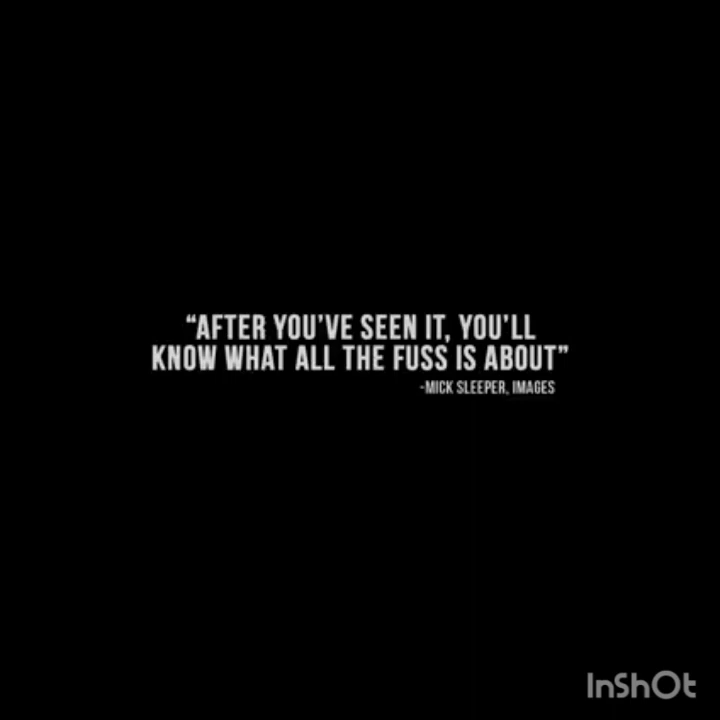 “AFTER YOU’VE SEEN IT, YOU’LL
KNOW WHAT ALL THE FUSS IS ABOUT”
-MICK SLEEPER, IMAGES
InShOt